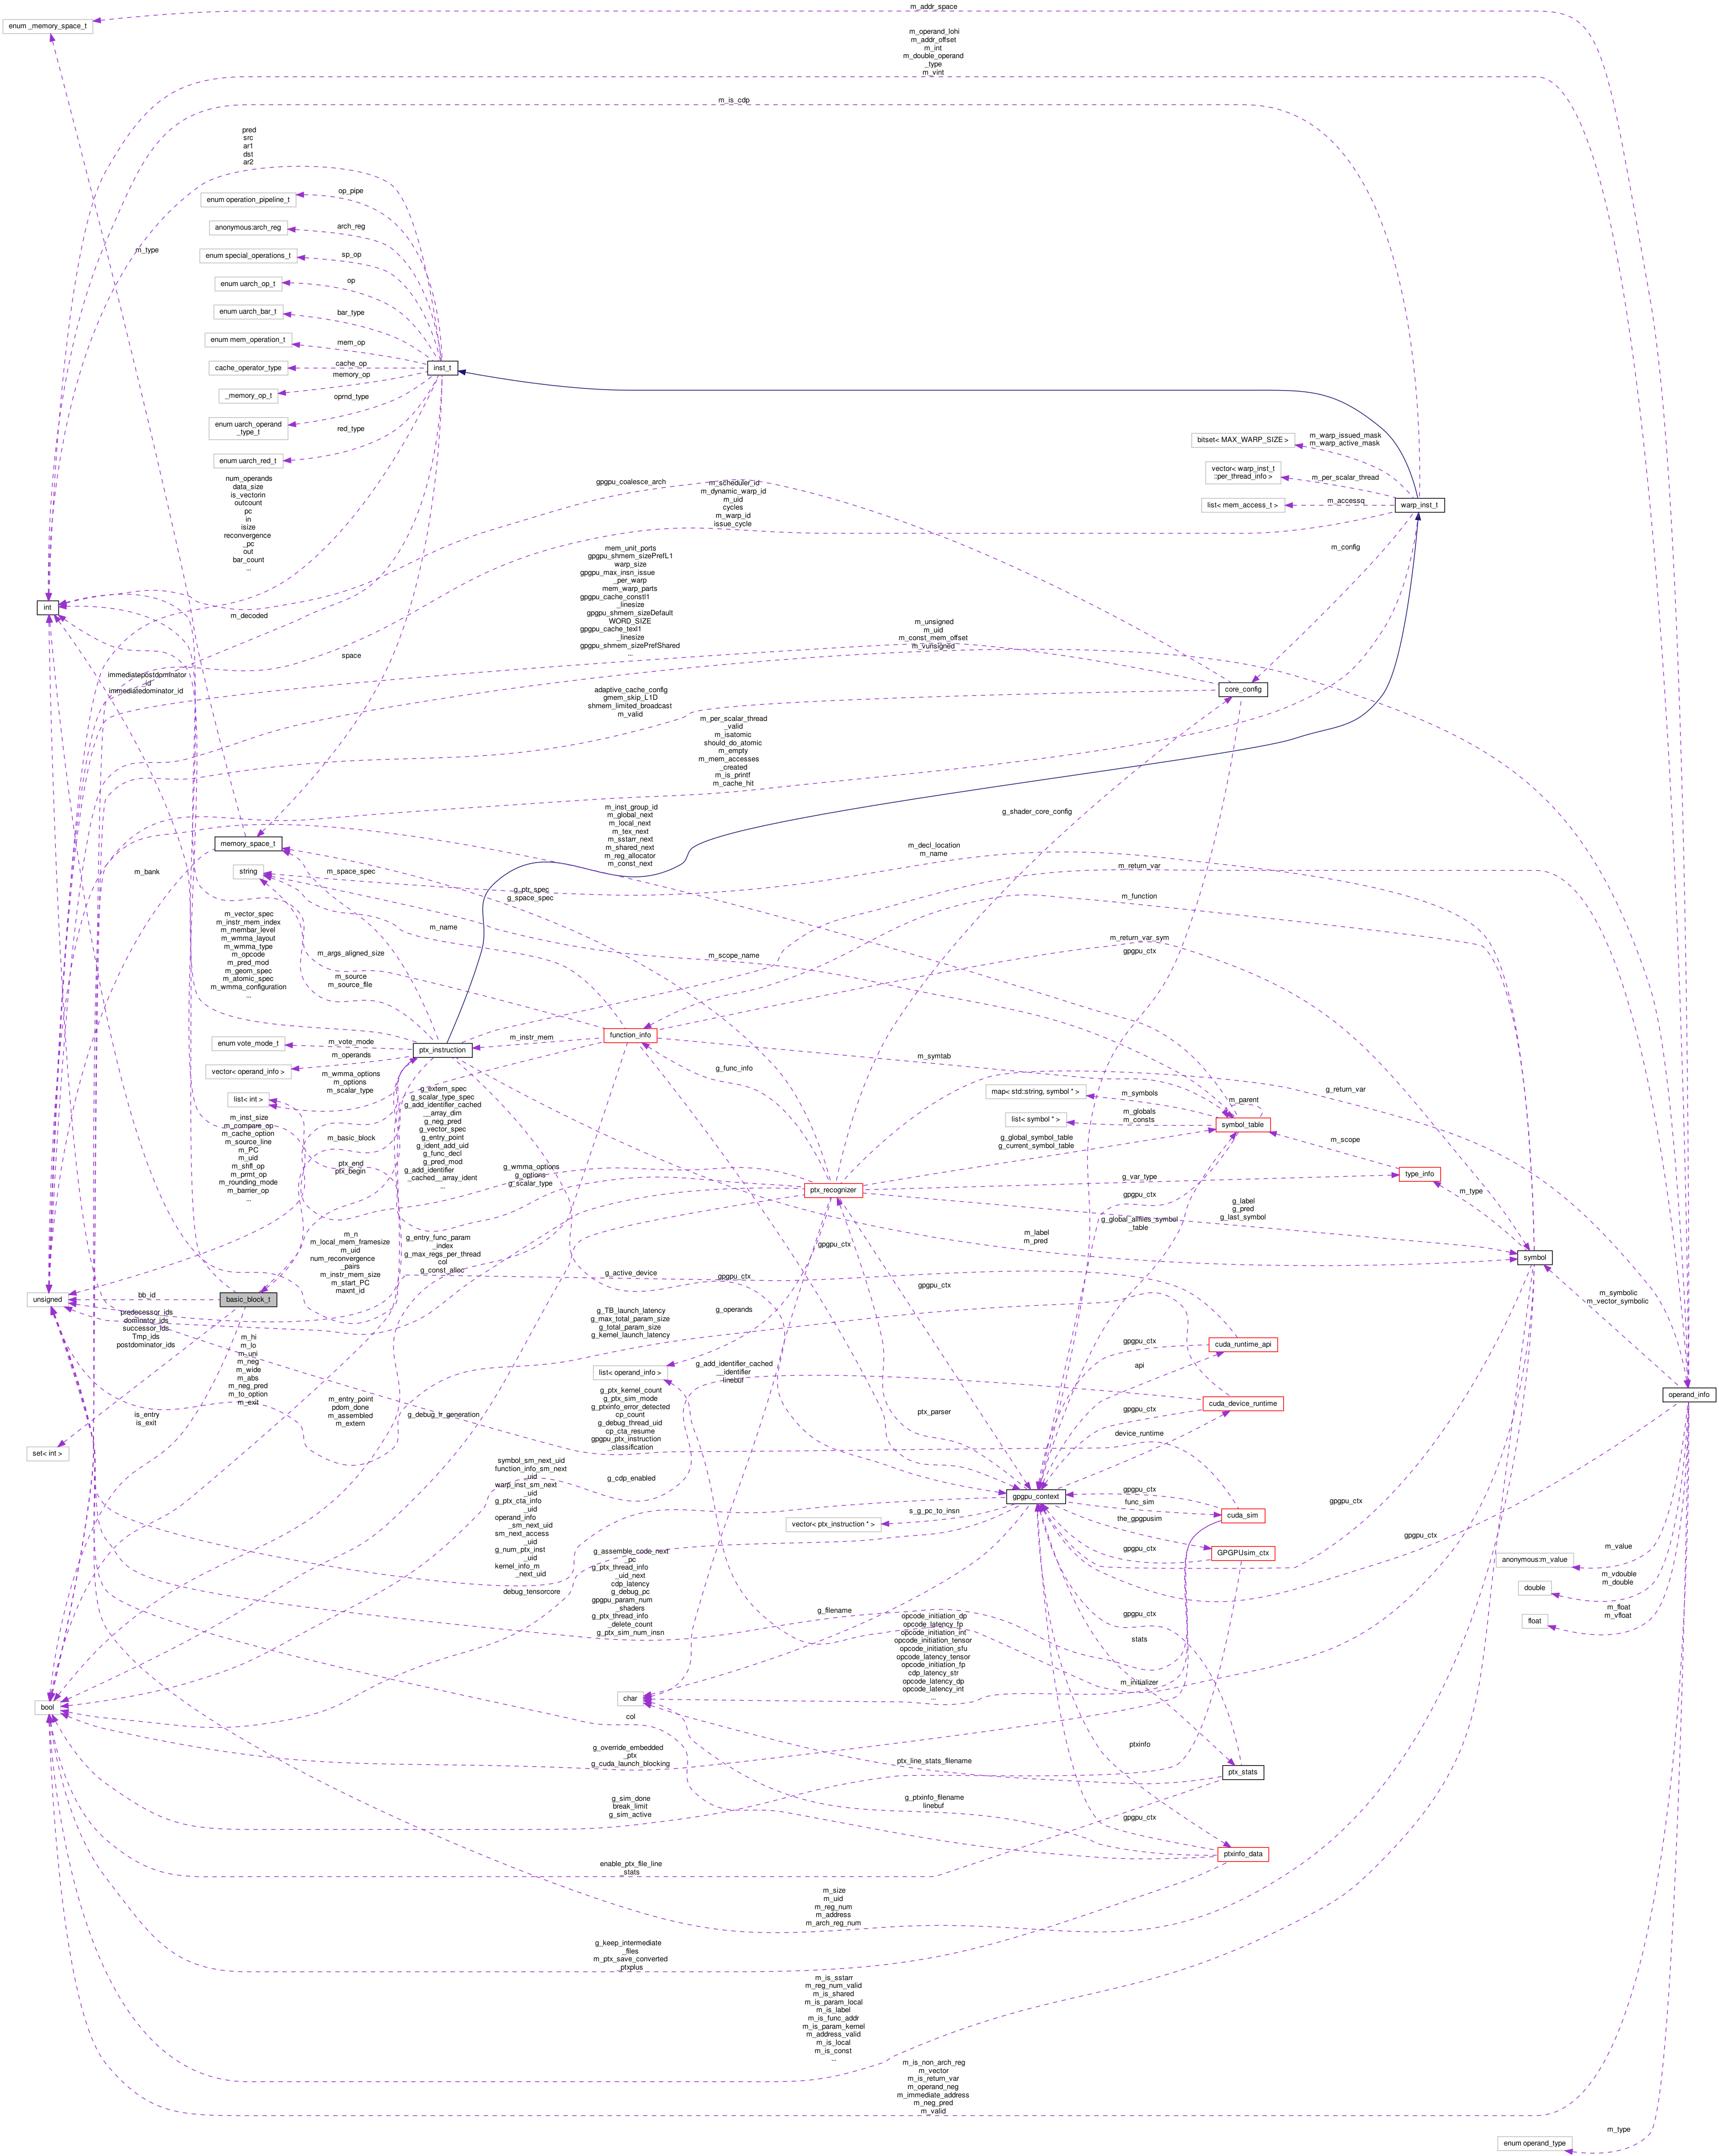 m_addr_space
enum _memory_space_t
m_operand_lohi
m_addr_offset
m_int
m_double_operand
_type
m_vint
m_is_cdp
pred
src
ar1
dst
ar2
op_pipe
enum operation_pipeline_t
arch_reg
anonymous:arch_reg
m_type
sp_op
enum special_operations_t
op
enum uarch_op_t
bar_type
enum uarch_bar_t
mem_op
enum mem_operation_t
cache_op
cache_operator_type
inst_t
memory_op
_memory_op_t
oprnd_type
enum uarch_operand
_type_t
red_type
enum uarch_red_t
bitset< MAX_WARP_SIZE >
m_warp_issued_mask
m_warp_active_mask
vector< warp_inst_t
::per_thread_info >
m_per_scalar_thread
list< mem_access_t >
m_accessq
warp_inst_t
num_operands
data_size
is_vectorin
outcount
pc
in
isize
reconvergence
_pc
out
bar_count
...
gpgpu_coalesce_arch
m_scheduler_id
m_dynamic_warp_id
m_uid
cycles
m_warp_id
issue_cycle
m_config
mem_unit_ports
gpgpu_shmem_sizePrefL1
warp_size
gpgpu_max_insn_issue
_per_warp
mem_warp_parts
gpgpu_cache_constl1
_linesize
gpgpu_shmem_sizeDefault
WORD_SIZE
gpgpu_cache_texl1
_linesize
gpgpu_shmem_sizePrefShared
...
int
m_decoded
m_unsigned
m_uid
m_const_mem_offset
m_vunsigned
space
immediatepostdominator
_id
immediatedominator_id
core_config
adaptive_cache_config
gmem_skip_L1D
shmem_limited_broadcast
m_valid
m_per_scalar_thread
_valid
m_isatomic
should_do_atomic
m_empty
m_mem_accesses
_created
m_is_printf
m_cache_hit
m_inst_group_id
m_global_next
m_local_next
m_tex_next
m_sstarr_next
m_shared_next
m_reg_allocator
m_const_next
g_shader_core_config
memory_space_t
string
m_bank
m_space_spec
g_ptr_spec
g_space_spec
m_decl_location
m_name
m_return_var
m_function
m_vector_spec
m_instr_mem_index
m_membar_level
m_wmma_layout
m_wmma_type
m_opcode
m_pred_mod
m_geom_spec
m_atomic_spec
m_wmma_configuration
...
m_name
m_args_aligned_size
m_scope_name
m_return_var_sym
gpgpu_ctx
m_source
m_source_file
function_info
ptx_instruction
enum vote_mode_t
m_vote_mode
m_instr_mem
m_operands
vector< operand_info >
m_symtab
g_func_info
g_return_var
m_wmma_options
m_options
m_scalar_type
list< int >
map< std::string, symbol * >
m_symbols
m_parent
list< symbol * >
m_globals
m_consts
symbol_table
m_inst_size
m_compare_op
m_cache_option
m_source_line
m_PC
m_uid
m_shfl_op
m_prmt_op
m_rounding_mode
m_barrier_op
...
m_basic_block
ptx_end
ptx_begin
g_extern_spec
g_scalar_type_spec
g_add_identifier_cached
__array_dim
g_neg_pred
g_vector_spec
g_entry_point
g_ident_add_uid
g_func_decl
g_pred_mod
g_add_identifier
_cached__array_ident
...
g_global_symbol_table
g_current_symbol_table
m_scope
g_wmma_options
g_options
g_scalar_type
ptx_recognizer
g_var_type
type_info
m_type
gpgpu_ctx
g_label
g_pred
g_last_symbol
g_global_allfiles_symbol
_table
m_label
m_pred
symbol
m_n
m_local_mem_framesize
m_uid
num_reconvergence
_pairs
m_instr_mem_size
m_start_PC
maxnt_id
g_entry_func_param
_index
g_max_regs_per_thread
col
g_const_alloc
gpgpu_ctx
g_active_device
gpgpu_ctx
gpgpu_ctx
unsigned
bb_id
basic_block_t
m_symbolic
m_vector_symbolic
predecessor_ids
dominator_ids
successor_ids
Tmp_ids
postdominator_ids
g_TB_launch_latency
g_max_total_param_size
g_total_param_size
g_kernel_launch_latency
g_operands
gpgpu_ctx
cuda_runtime_api
api
m_hi
m_lo
m_uni
m_neg
m_wide
m_abs
m_neg_pred
m_to_option
m_exit
list< operand_info >
g_add_identifier_cached
__identifier
linebuf
operand_info
m_entry_point
pdom_done
m_assembled
m_extern
g_debug_ir_generation
g_ptx_kernel_count
g_ptx_sim_mode
g_ptxinfo_error_detected
cp_count
g_debug_thread_uid
cp_cta_resume
gpgpu_ptx_instruction
_classification
ptx_parser
gpgpu_ctx
cuda_device_runtime
device_runtime
is_entry
is_exit
set< int >
symbol_sm_next_uid
function_info_sm_next
_uid
warp_inst_sm_next
_uid
g_ptx_cta_info
_uid
operand_info
_sm_next_uid
sm_next_access
_uid
g_num_ptx_inst
_uid
kernel_info_m
_next_uid
g_cdp_enabled
gpgpu_context
gpgpu_ctx
func_sim
cuda_sim
gpgpu_ctx
gpgpu_ctx
vector< ptx_instruction * >
s_g_pc_to_insn
the_gpgpusim
gpgpu_ctx
GPGPUsim_ctx
anonymous:m_value
m_value
g_assemble_code_next
_pc
g_ptx_thread_info
_uid_next
cdp_latency
g_debug_pc
gpgpu_param_num
_shaders
g_ptx_thread_info
_delete_count
g_ptx_sim_num_insn
debug_tensorcore
double
m_vdouble
m_double
float
m_float
m_vfloat
g_filename
opcode_initiation_dp
opcode_latency_fp
opcode_initiation_int
opcode_initiation_tensor
opcode_initiation_sfu
opcode_latency_tensor
opcode_initiation_fp
cdp_latency_str
opcode_latency_dp
opcode_latency_int
...
gpgpu_ctx
stats
m_initializer
bool
char
col
g_override_embedded
_ptx
g_cuda_launch_blocking
ptxinfo
ptx_line_stats_filename
ptx_stats
g_sim_done
break_limit
g_sim_active
g_ptxinfo_filename
linebuf
gpgpu_ctx
ptxinfo_data
enable_ptx_file_line
_stats
m_size
m_uid
m_reg_num
m_address
m_arch_reg_num
g_keep_intermediate
_files
m_ptx_save_converted
_ptxplus
m_is_sstarr
m_reg_num_valid
m_is_shared
m_is_param_local
m_is_label
m_is_func_addr
m_is_param_kernel
m_address_valid
m_is_local
m_is_const
...
m_is_non_arch_reg
m_vector
m_is_return_var
m_operand_neg
m_immediate_address
m_neg_pred
m_valid
m_type
enum operand_type